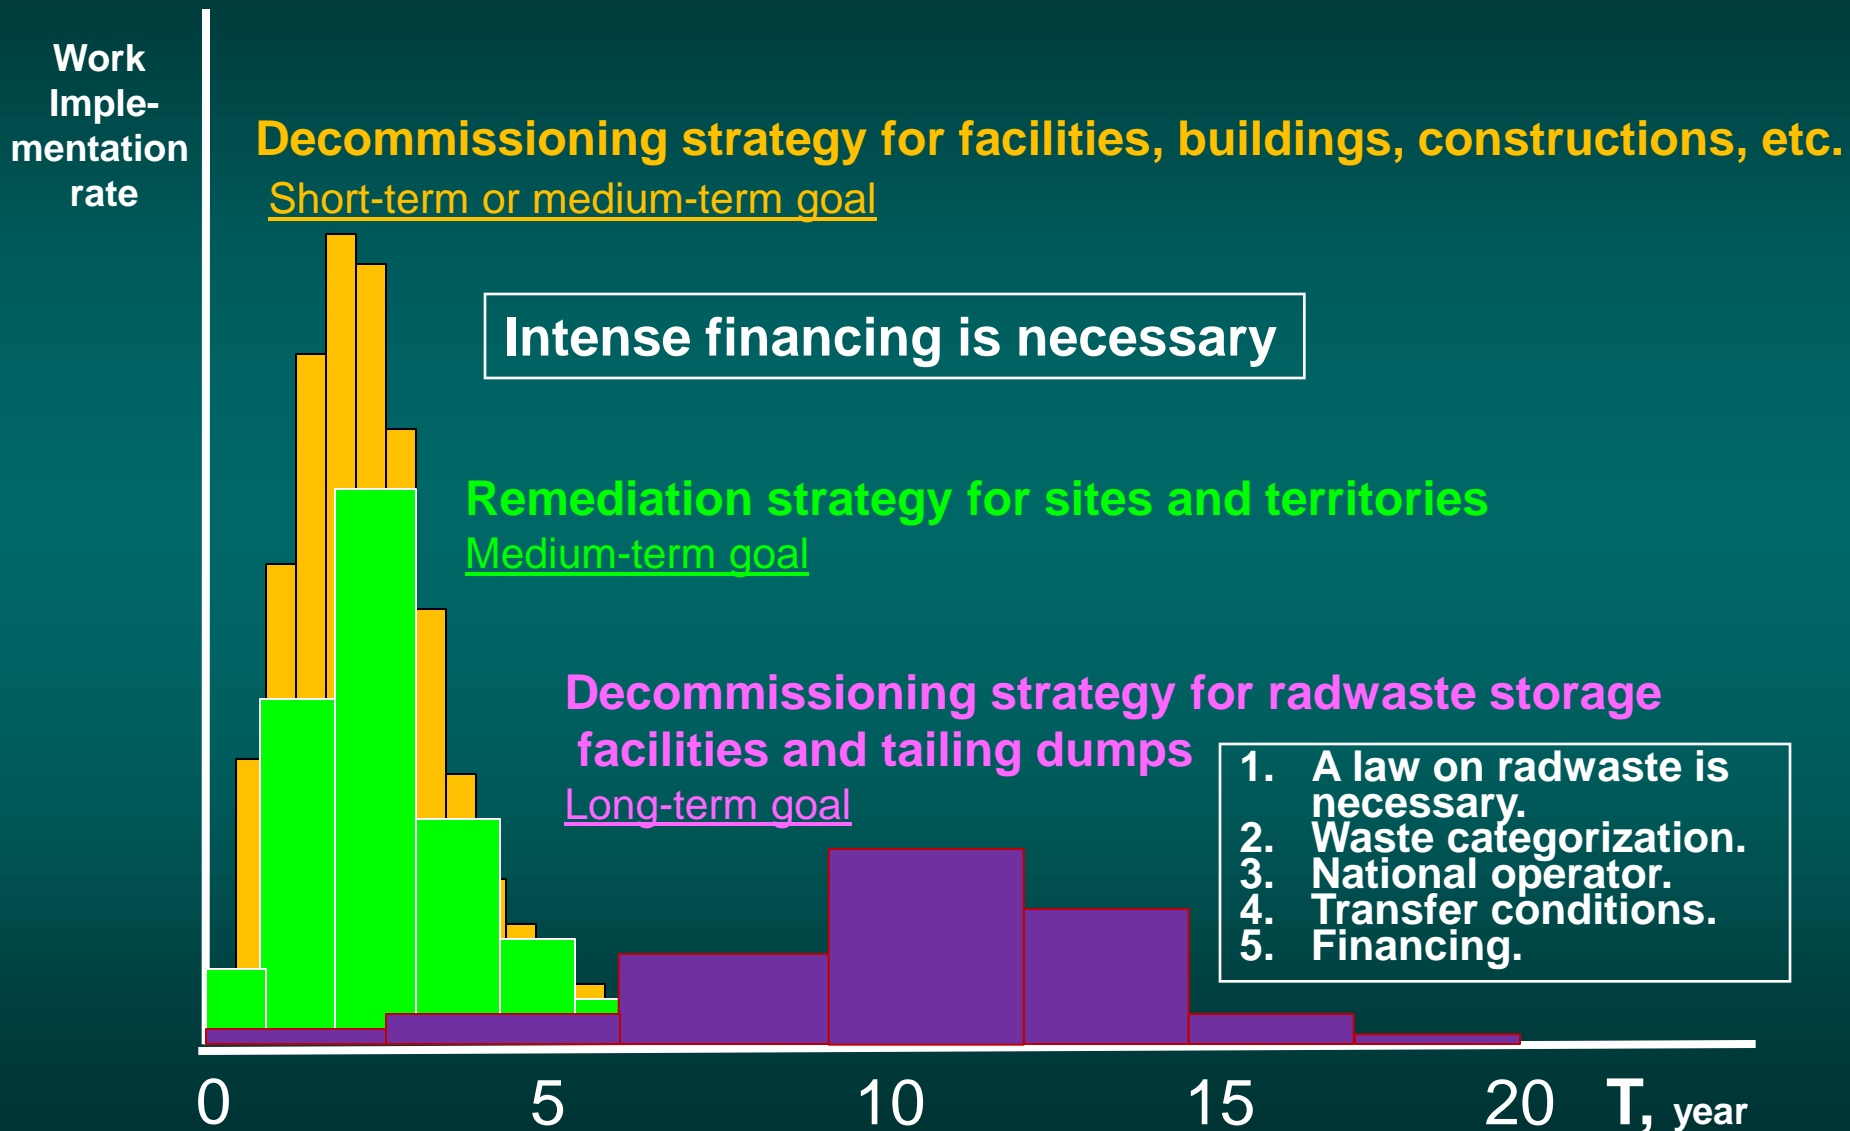 Work
Imple-
mentation
rate
Decommissioning strategy for facilities, buildings, constructions, etc.
Short-term or medium-term goal
Intense financing is necessary
Remediation strategy for sites and territories
Medium-term goal
Decommissioning strategy for radwaste storage
facilities and tailing dumps
Long-term goal
1. A law on radwaste is
necessary.
2. Waste categorization.
3. National operator.
4. Transfer conditions.
5. Financing.
0 5 10 15 20 T, year